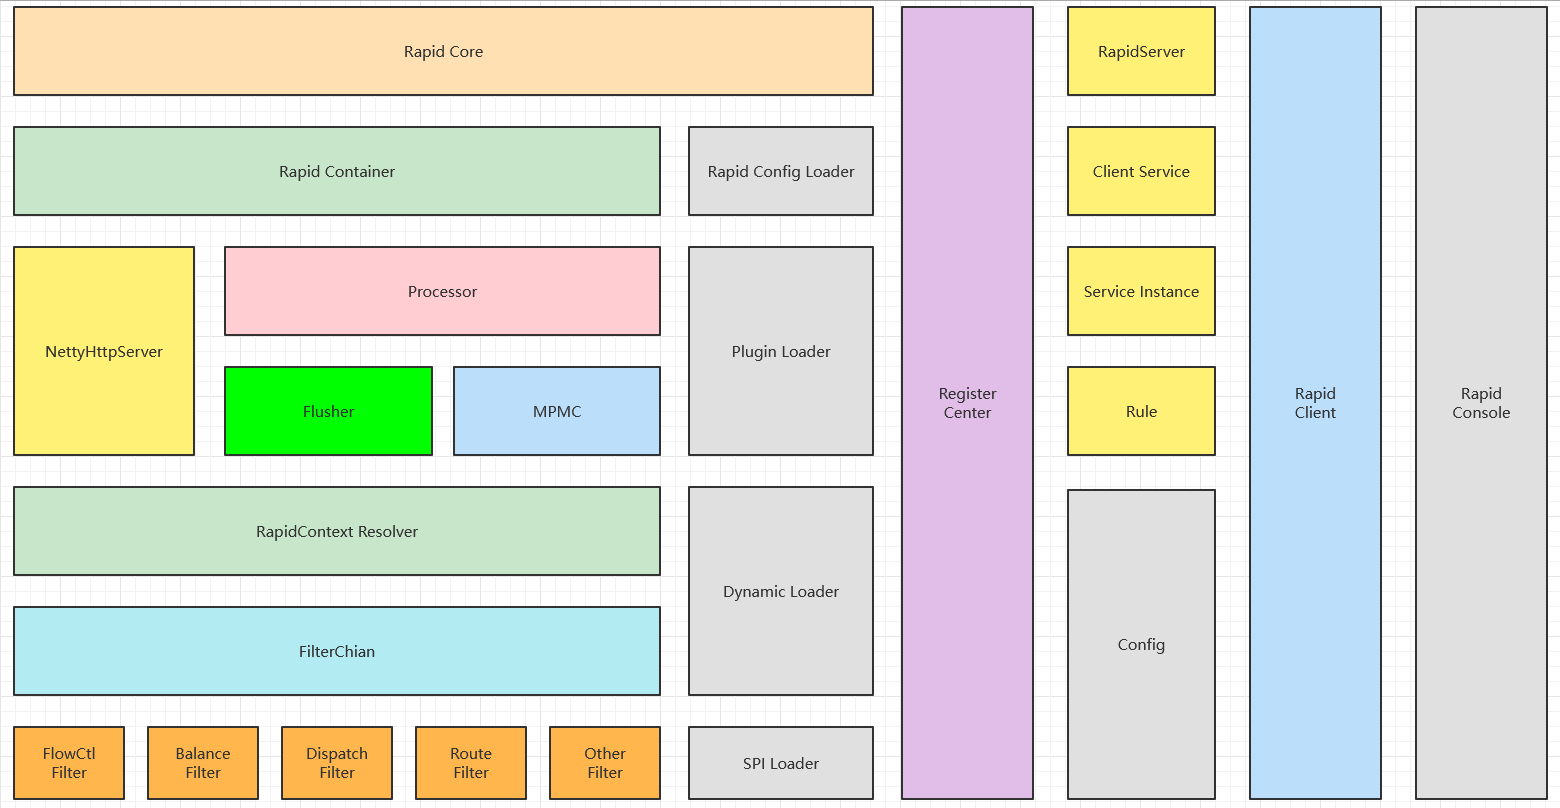 Rapid Core
Rapid Container
Rapid Config Loader
NettyHttpServer
Processor
Flusher
MPMC
Plugin Loader
RapidContext Resolver
FilterChian
Dynamic Loader
FlowCtl
Filter
Balance
Filter
Dispatch
Filter
Route
Filter
Other
Filter
SPI Loader
Register
Center
RapidServer
Client Service
Service Instance
Rule
Config
Rapid
Client
Rapid
Console